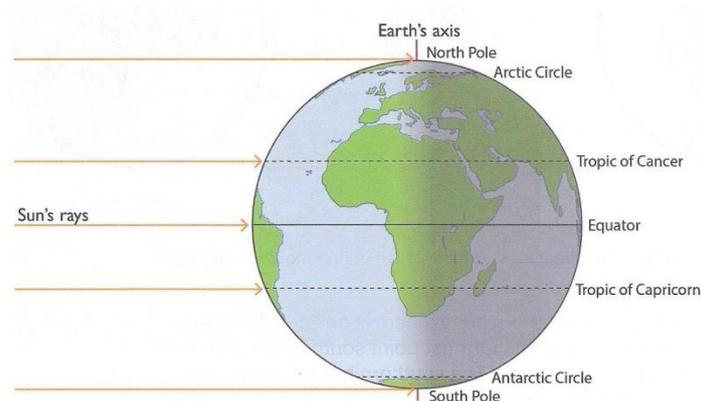 Earth's axis
North Pole
Arctic Circle
Tropic of Cancer
Sun's rays
Equator
Tropic of Capricorn
Antarctic Circle
South Pole